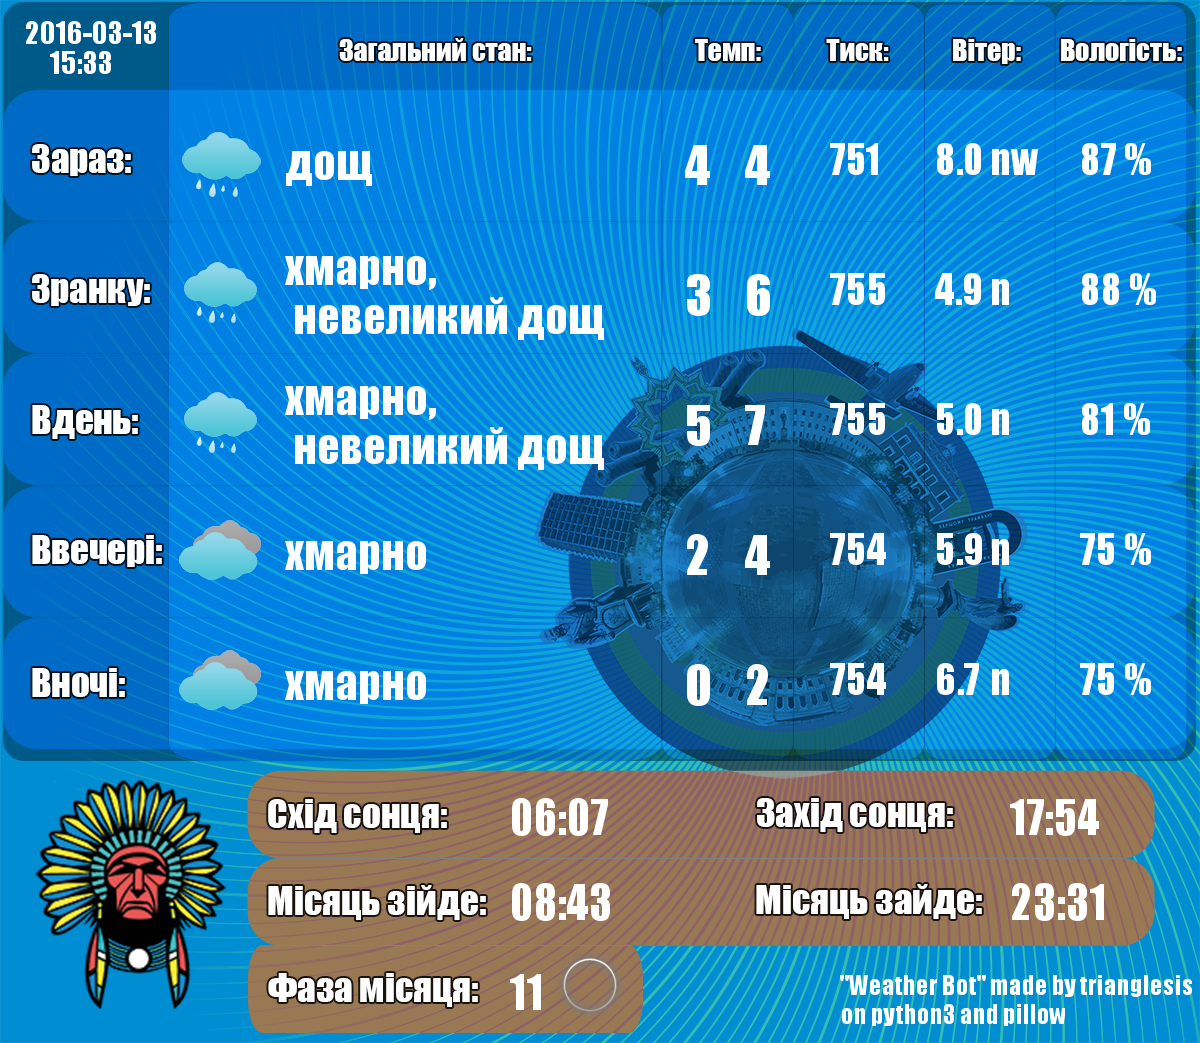 2016-03-13
15:33
Загальний стан: Темп: Тиск: Вітер: Вологість:
Зараз: дощ 4 4 751 8.0 nw 87 %
Зранку: хмарно,
невеликий дощ 3 6 755 4.9 n 88 %
Вдень: хмарно,
невеликий дощ 5 7 755 5.0 n 81 %
Ввечері: хмарно 2 4 754 5.9 n 75 %
Вночі: хмарно 0 2 754 6.7 n 75 %
Схід сонця: 06:07 Захід сонця: 17:54
Місяць зійде: 08:43 Місяць зайде: 23:31
Фаза місяця: 11
"Weather Bot" made by trianglesis
on python3 and pillow